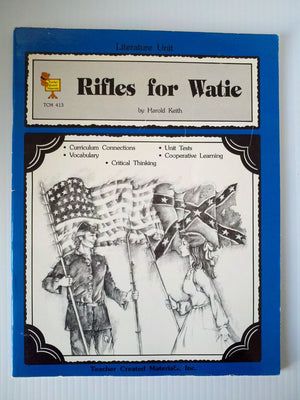 Literature Unit
Rifles for Watie
TCM 413
by Harold Keith
• Curriculum Connections • Unit Tests
• Vocabulary • Cooperative Learning
• Critical Thinking
Teacher Created Materials, Inc.